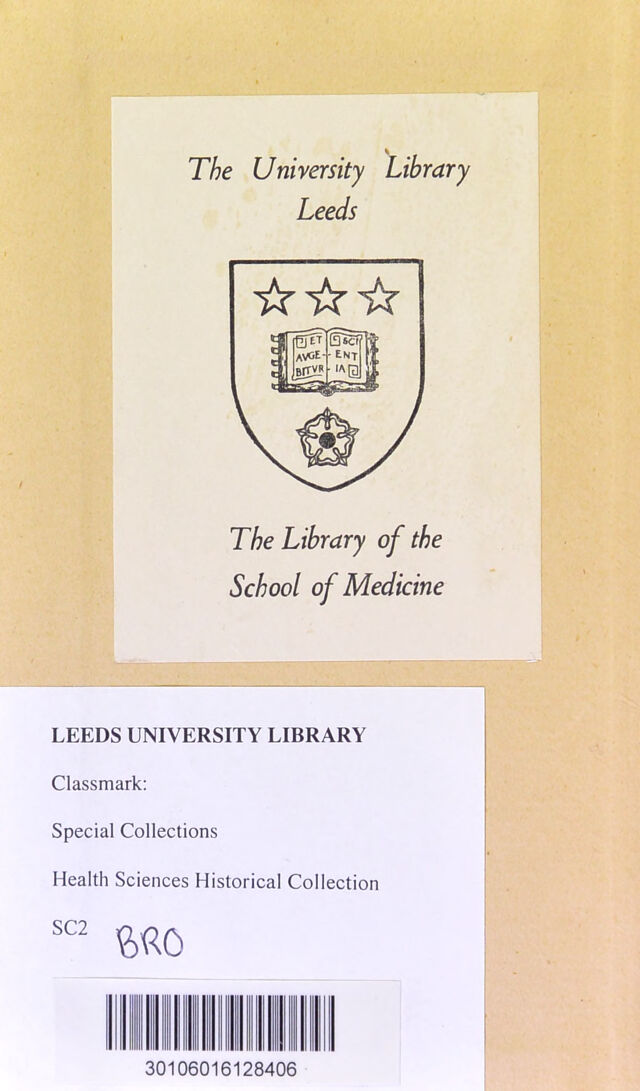 The University Library
Leeds
ET
AVGE-
BITVR-
SCI
ENT
IA
The Library of the
School of Medicine
LEEDS UNIVERSITY LIBRARY
Classmark:
Special Collections
Health Sciences Historical Collection
SC2 BRO
30106016128406